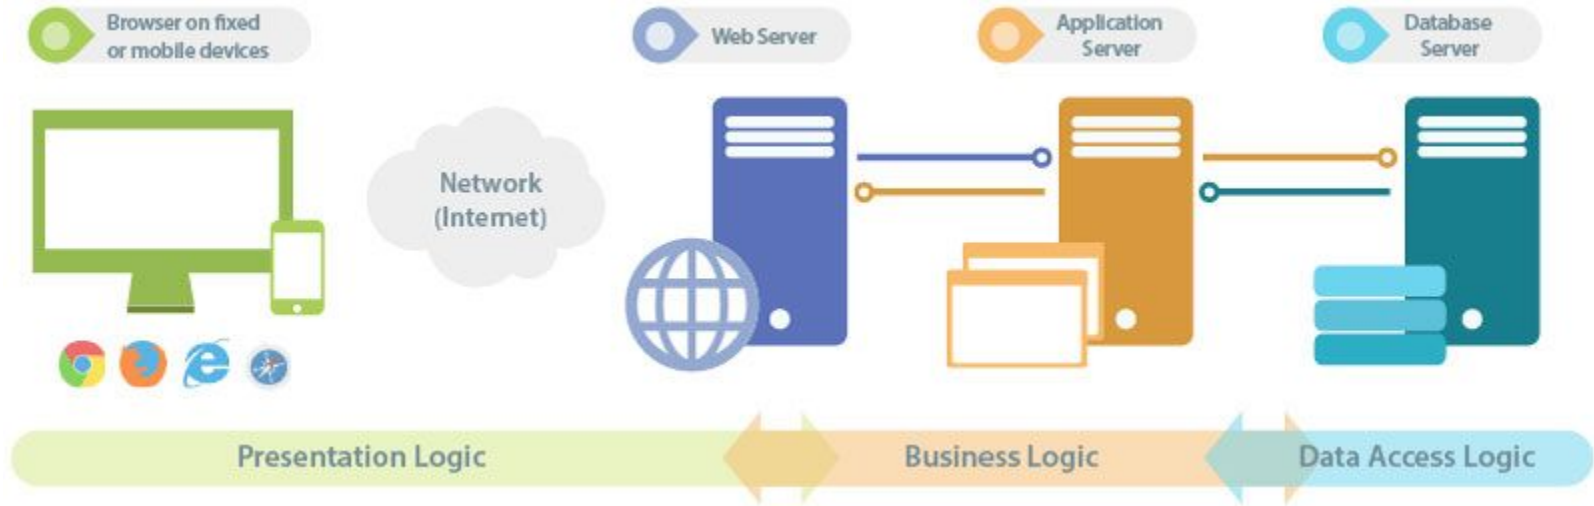 Browser on fixed
or mobile devices
Web Server
Application
Server
Database
Server
Network
(Internet)
Presentation Logic
Business Logic
Data Access Logic